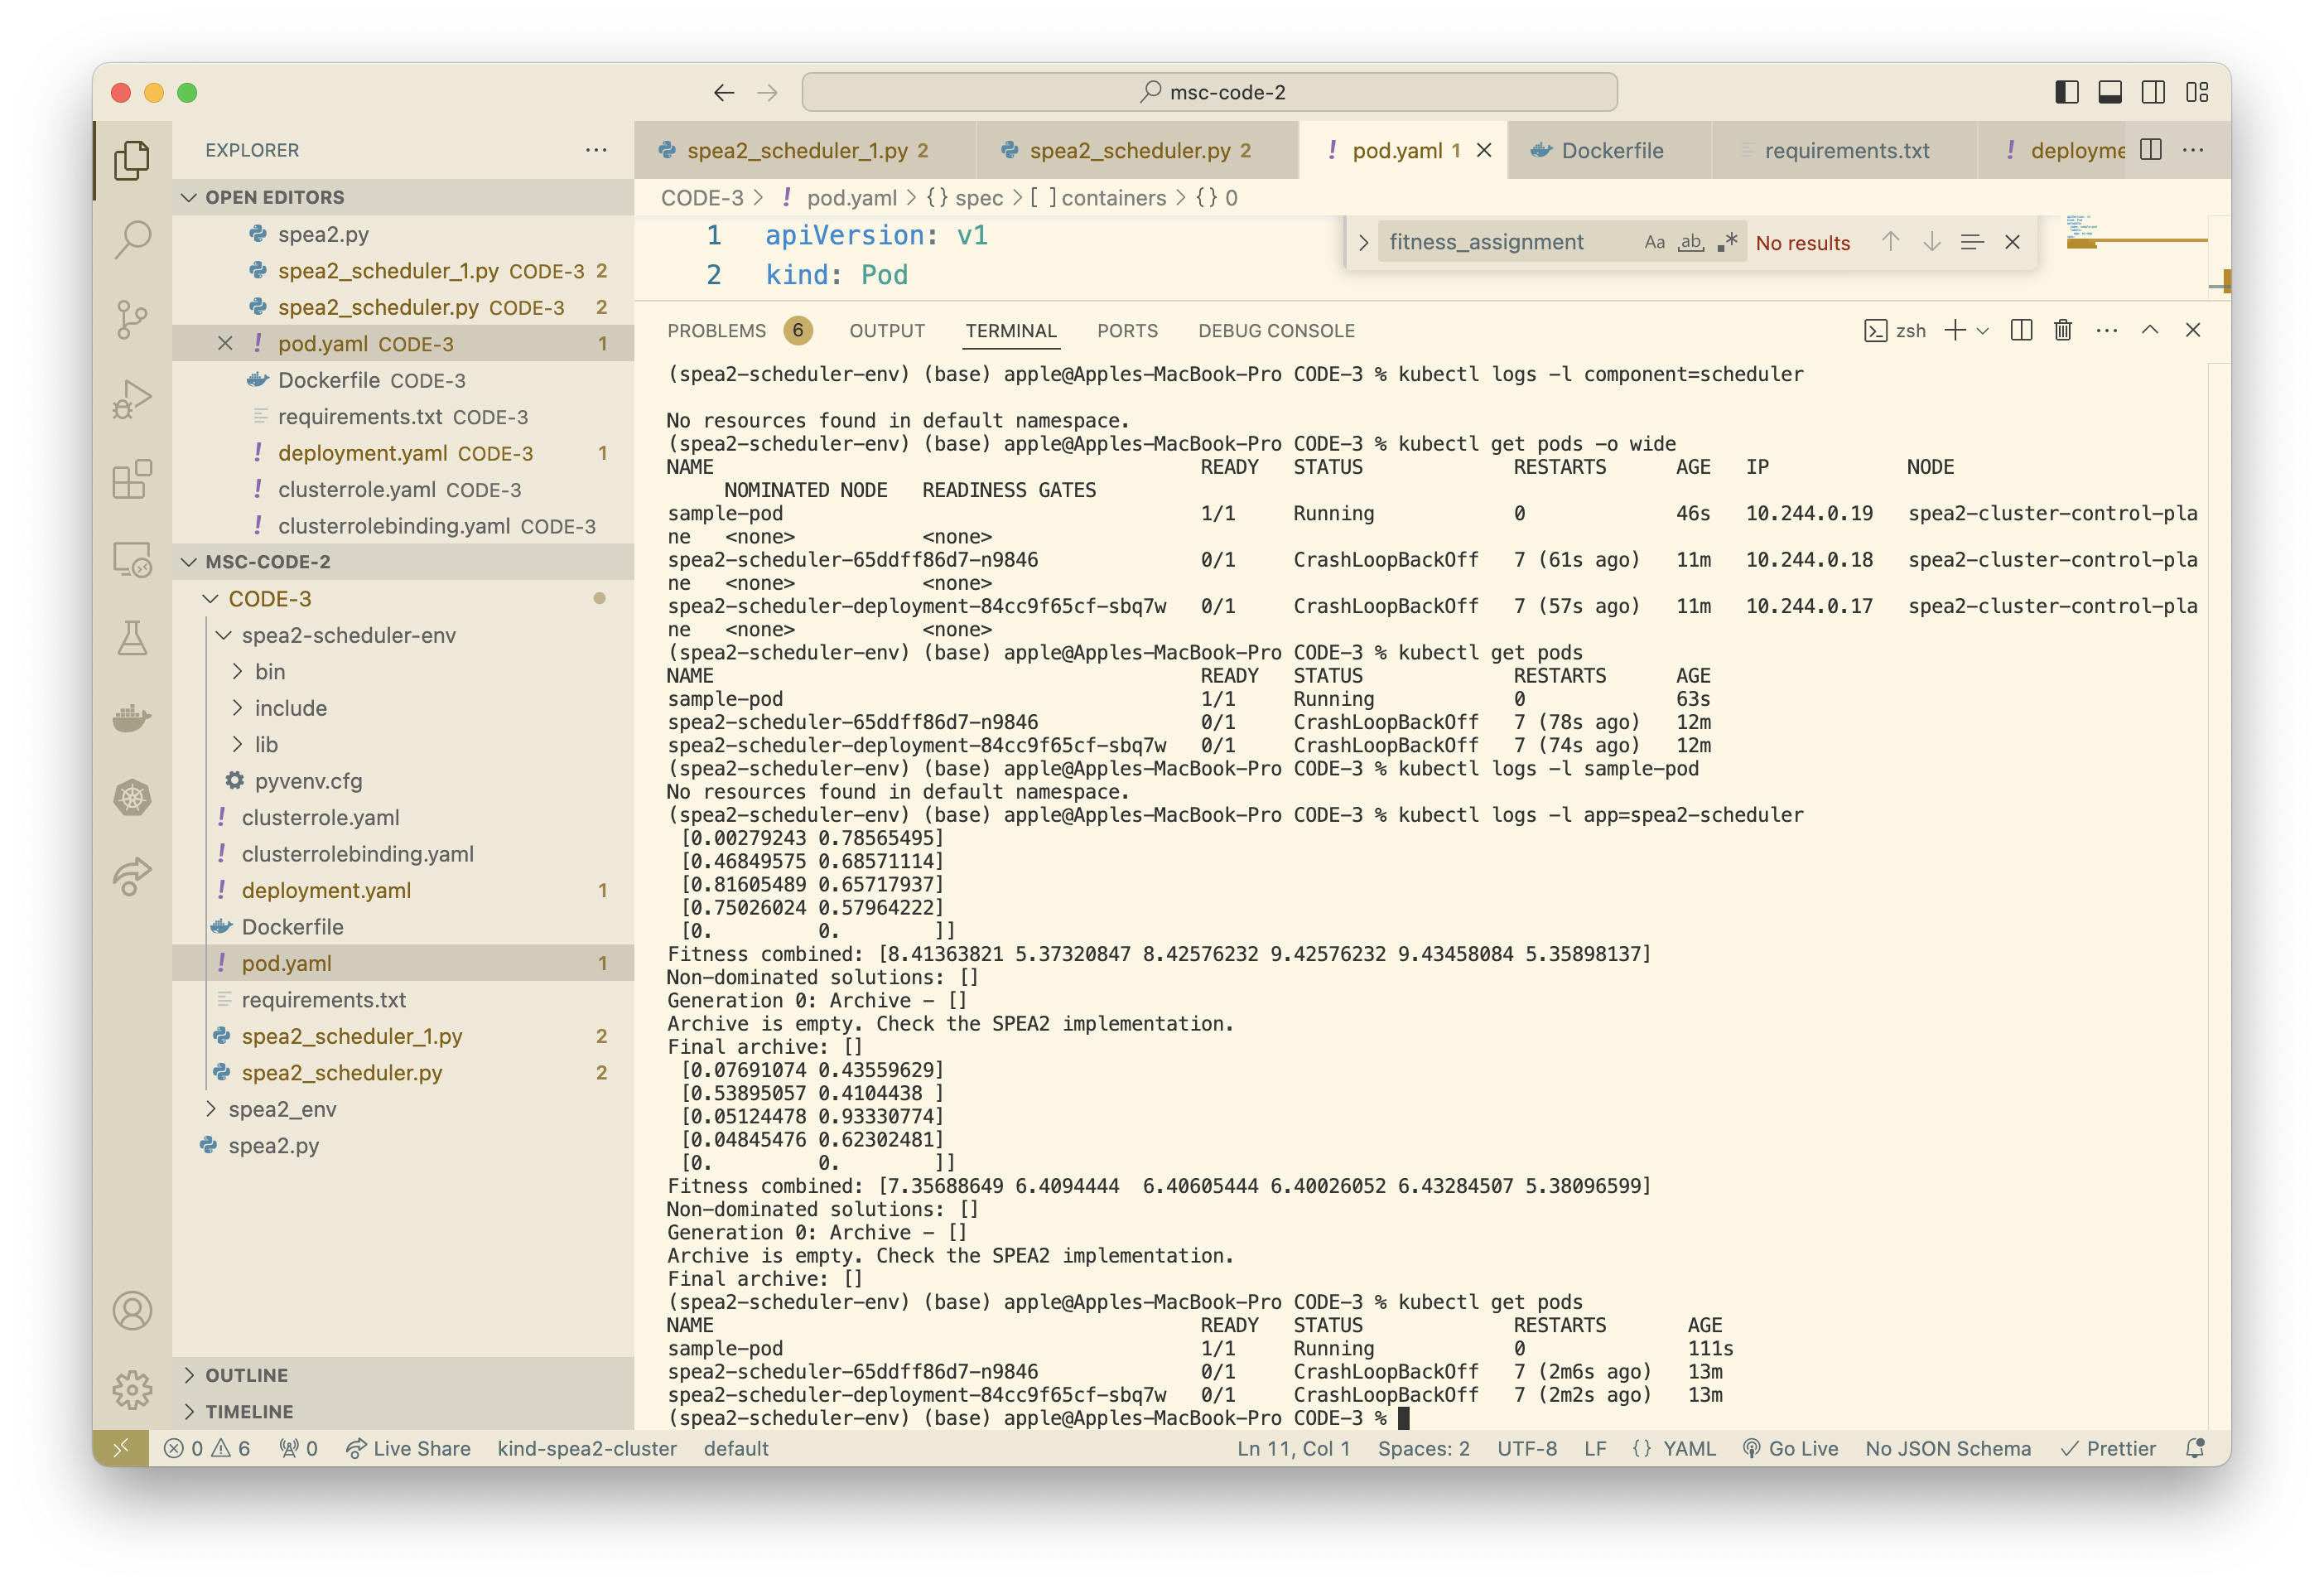 msc-code-2
EXPLORER
OPEN EDITORS
spea2.py
spea2_scheduler_1.py CODE-3 2
spea2_scheduler.py CODE-3 2
pod.yaml CODE-3 1
Dockerfile CODE-3
requirements.txt CODE-3
deployment.yaml CODE-3 1
clusterrole.yaml CODE-3
clusterrolebinding.yaml CODE-3
MSC-CODE-2
CODE-3
spea2-scheduler-env
bin
include
lib
pyvenv.cfg
clusterrole.yaml
clusterrolebinding.yaml
deployment.yaml 1
Dockerfile
pod.yaml 1
requirements.txt
spea2_scheduler_1.py 2
spea2_scheduler.py 2
spea2_env
spea2.py
OUTLINE
TIMELINE
spea2_scheduler_1.py 2 spea2_scheduler.py 2 pod.yaml 1 Dockerfile requirements.txt deployme
CODE-3 > ! pod.yaml > {} spec > [ ] containers > {} 0
1 apiVersion: v1
2 kind: Pod
fitness_assignment Aa ab .* No results
PROBLEMS 6 OUTPUT TERMINAL PORTS DEBUG CONSOLE zsh
(spea2-scheduler-env) (base) apple@Apples-MacBook-Pro CODE-3 % kubectl logs -l component=scheduler
No resources found in default namespace.
(spea2-scheduler-env) (base) apple@Apples-MacBook-Pro CODE-3 % kubectl get pods -o wide
NAME READY STATUS RESTARTS AGE IP NODE
NOMINATED NODE READINESS GATES
sample-pod 1/1 Running 0 46s 10.244.0.19 spea2-cluster-control-pla
ne <none> <none>
spea2-scheduler-65ddff86d7-n9846 0/1 CrashLoopBackOff 7 (61s ago) 11m 10.244.0.18 spea2-cluster-control-pla
ne <none> <none>
spea2-scheduler-deployment-84cc9f65cf-sbq7w 0/1 CrashLoopBackOff 7 (57s ago) 11m 10.244.0.17 spea2-cluster-control-pla
ne <none> <none>
(spea2-scheduler-env) (base) apple@Apples-MacBook-Pro CODE-3 % kubectl get pods
NAME READY STATUS RESTARTS AGE
sample-pod 1/1 Running 0 63s
spea2-scheduler-65ddff86d7-n9846 0/1 CrashLoopBackOff 7 (78s ago) 12m
spea2-scheduler-deployment-84cc9f65cf-sbq7w 0/1 CrashLoopBackOff 7 (74s ago) 12m
(spea2-scheduler-env) (base) apple@Apples-MacBook-Pro CODE-3 % kubectl logs -l sample-pod
No resources found in default namespace.
(spea2-scheduler-env) (base) apple@Apples-MacBook-Pro CODE-3 % kubectl logs -l app=spea2-scheduler
[0.00279243 0.78565495]
[0.46849575 0.68571114]
[0.81605489 0.65717937]
[0.75026024 0.57964222]
[0. 0. ]]
Fitness combined: [8.41363821 5.37320847 8.42576232 9.42576232 9.43458084 5.35898137]
Non-dominated solutions: []
Generation 0: Archive - []
Archive is empty. Check the SPEA2 implementation.
Final archive: []
[0.07691074 0.43559629]
[0.53895057 0.4104438 ]
[0.05124478 0.93330774]
[0.04845476 0.62302481]
[0. 0. ]]
Fitness combined: [7.35688649 6.4094444 6.40605444 6.40026052 6.43284507 5.38096599]
Non-dominated solutions: []
Generation 0: Archive - []
Archive is empty. Check the SPEA2 implementation.
Final archive: []
(spea2-scheduler-env) (base) apple@Apples-MacBook-Pro CODE-3 % kubectl get pods
NAME READY STATUS RESTARTS AGE
sample-pod 1/1 Running 0 111s
spea2-scheduler-65ddff86d7-n9846 0/1 CrashLoopBackOff 7 (2m6s ago) 13m
spea2-scheduler-deployment-84cc9f65cf-sbq7w 0/1 CrashLoopBackOff 7 (2m2s ago) 13m
(spea2-scheduler-env) (base) apple@Apples-MacBook-Pro CODE-3 %
0 6 0 Live Share kind-spea2-cluster default Ln 11, Col 1 Spaces: 2 UTF-8 LF {} YAML Go Live No JSON Schema Prettier